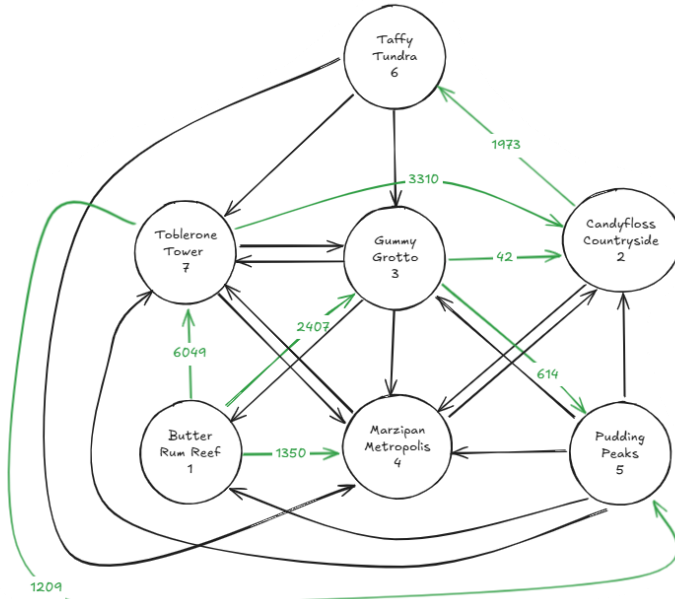 Taffy
Tundra
6
1973
3310
Toblerone
Tower
7
Gummy
Grotto
3
Candyfloss
Countryside
2
42
2407
6049
614
Butter
Rum Reef
1
1350
Marzipan
Metropolis
4
Pudding
Peaks
5
1209